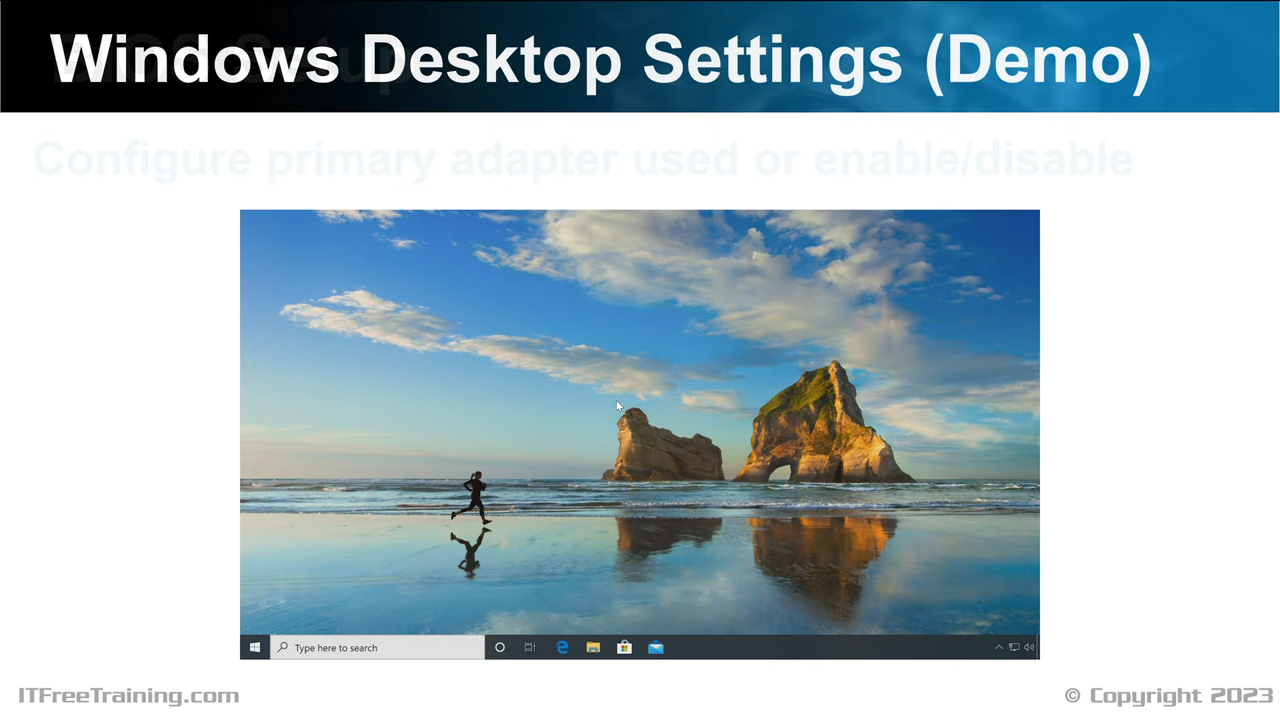 Windows Desktop Settings (Demo)
Configure primary adapter used or enable/disable
Type here to search
ITFreeTraining.com
© Copyright 2023